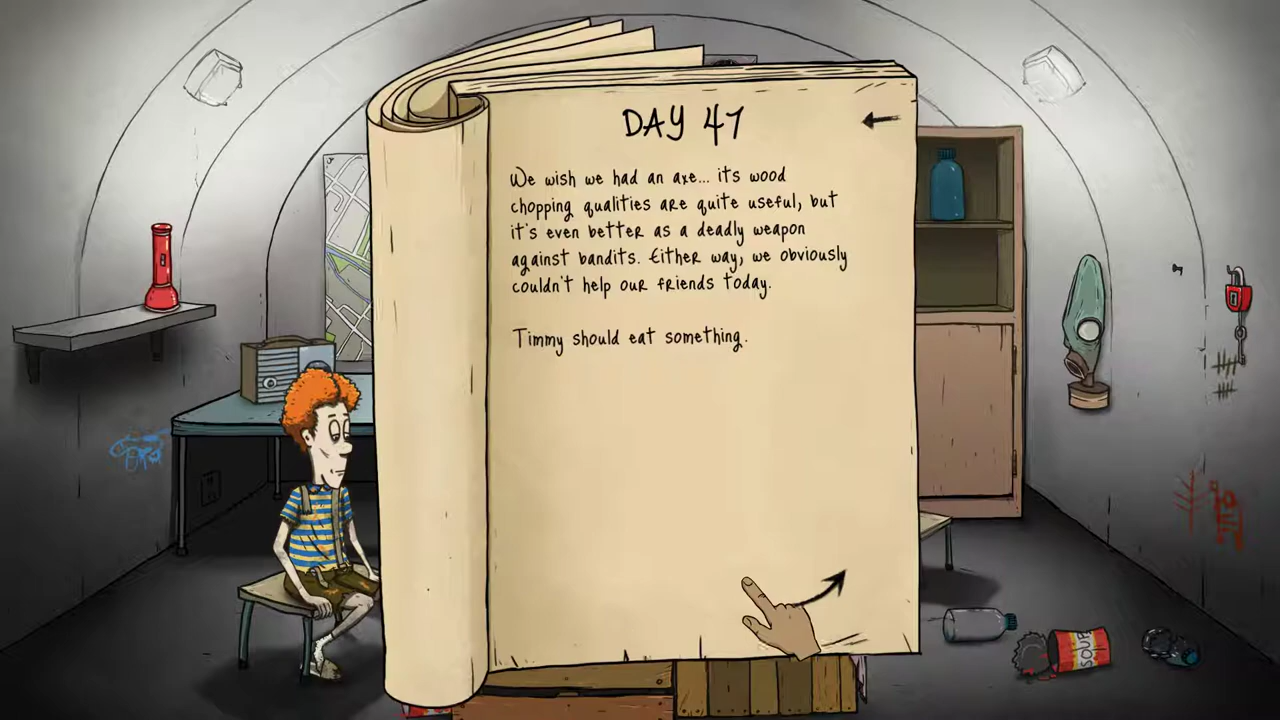 DAY 47
We wish we had an axe... its wood
chopping qualities are quite useful, but
it's even better as a deadly weapon
against bandits. Either way, we obviously
couldn't help our friends today.
Timmy should eat something.
SOUP